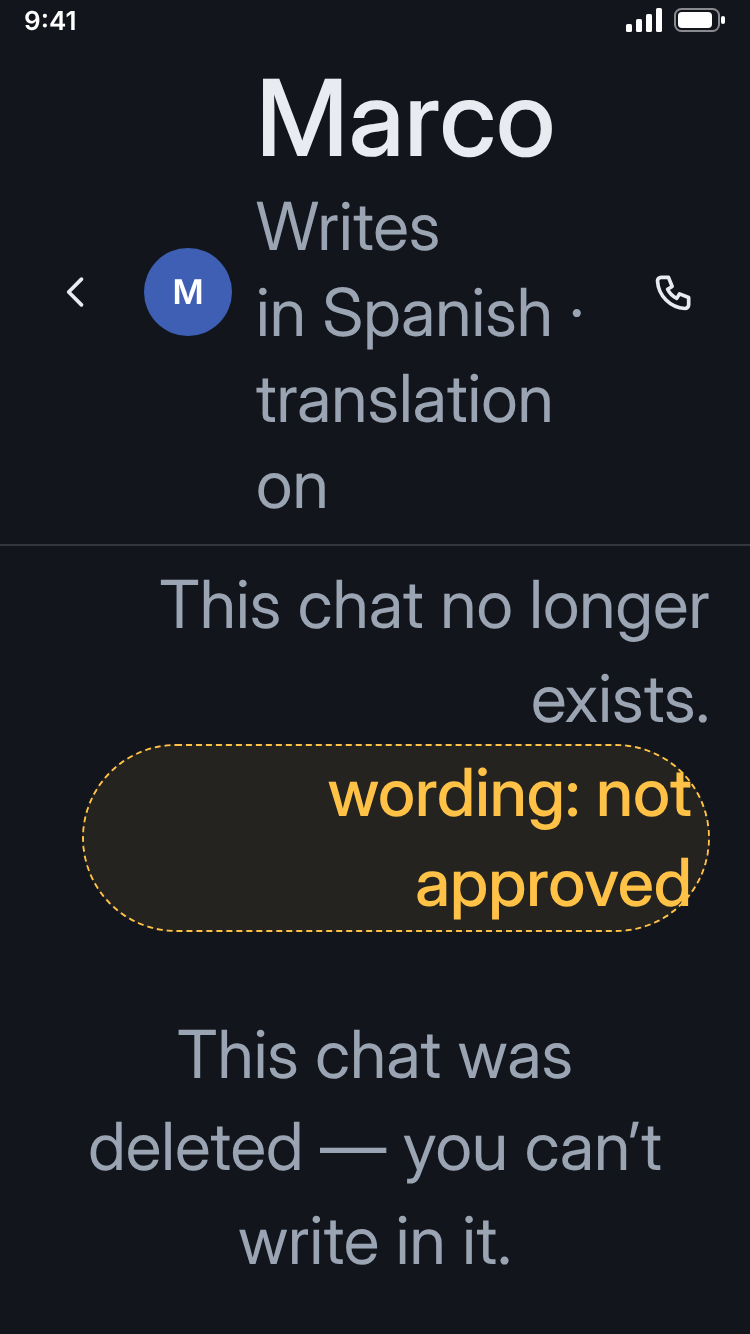 9:41
Marco
Writes
in Spanish ·
translation
on
M
This chat no longer
exists.
wording: not
approved
This chat was
deleted — you can’t
write in it.